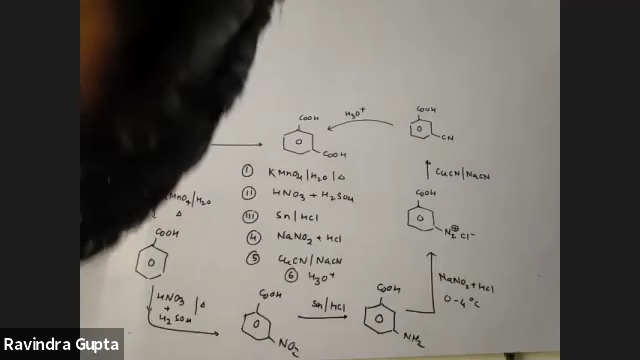 COOH
H3O+
COOH
COOH
CN
① KMnO4/H2O/Δ
KMnO4/H2O
Δ
CuCN/NaCN
⑪ HNO3 + H2SO4
COOH
⑪⑪ Sn/HCl
N2⊕Cl⁻
COOH
④ NaNO2 + HCl
⑤ CuCN/NaCN
⑥ H3O+
NaNO2+HCl
0-4°C
COOH
COOH
HNO3/Δ
+
H2SO4
Sn/HCl
NO2
NH2
Ravindra Gupta